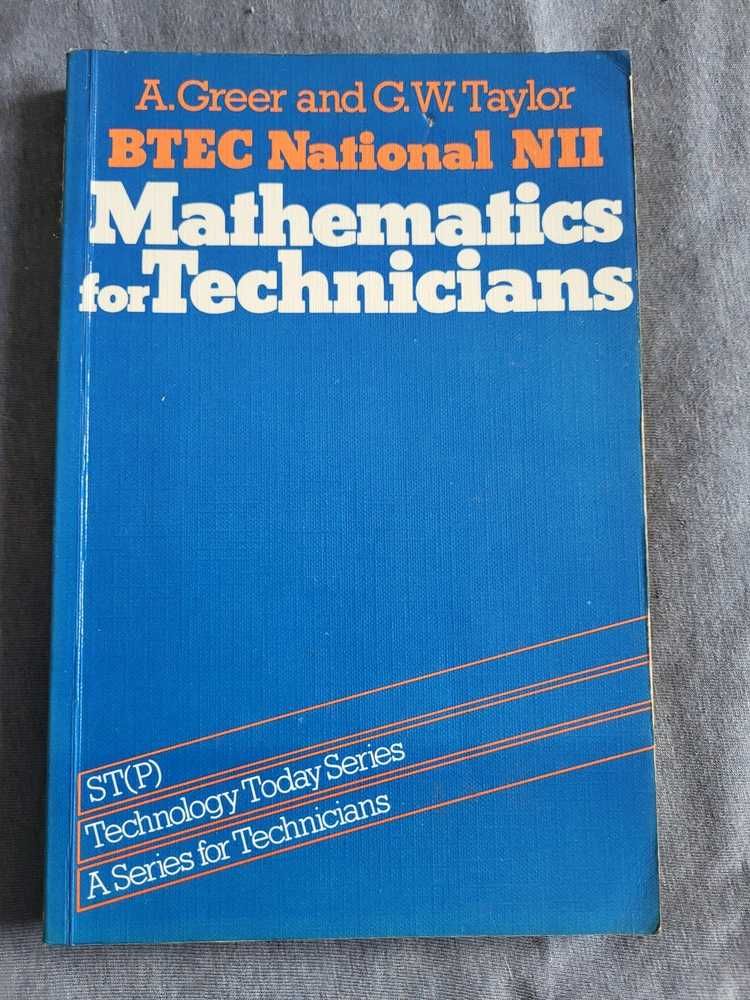 A. Greer and G.W. Taylor
BTEC National NII
Mathematics
for Technicians
ST(P)
Technology Today Series
A Series for Technicians